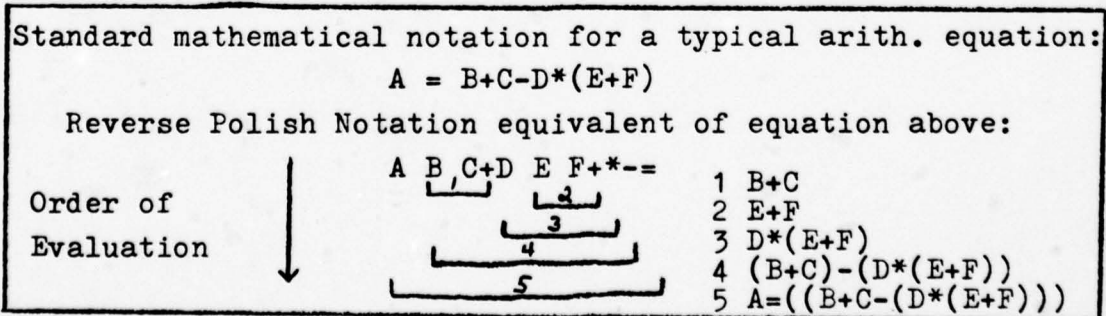 Standard mathematical notation for a typical arith. equation:
A = B+C-D*(E+F)
Reverse Polish Notation equivalent of equation above:
A B,C+D E F+*-=
Order of
Evaluation
1
2
3
4
5
1 B+C
2 E+F
3 D*(E+F)
4 (B+C)-(D*(E+F))
5 A=((B+C-(D*(E+F)))